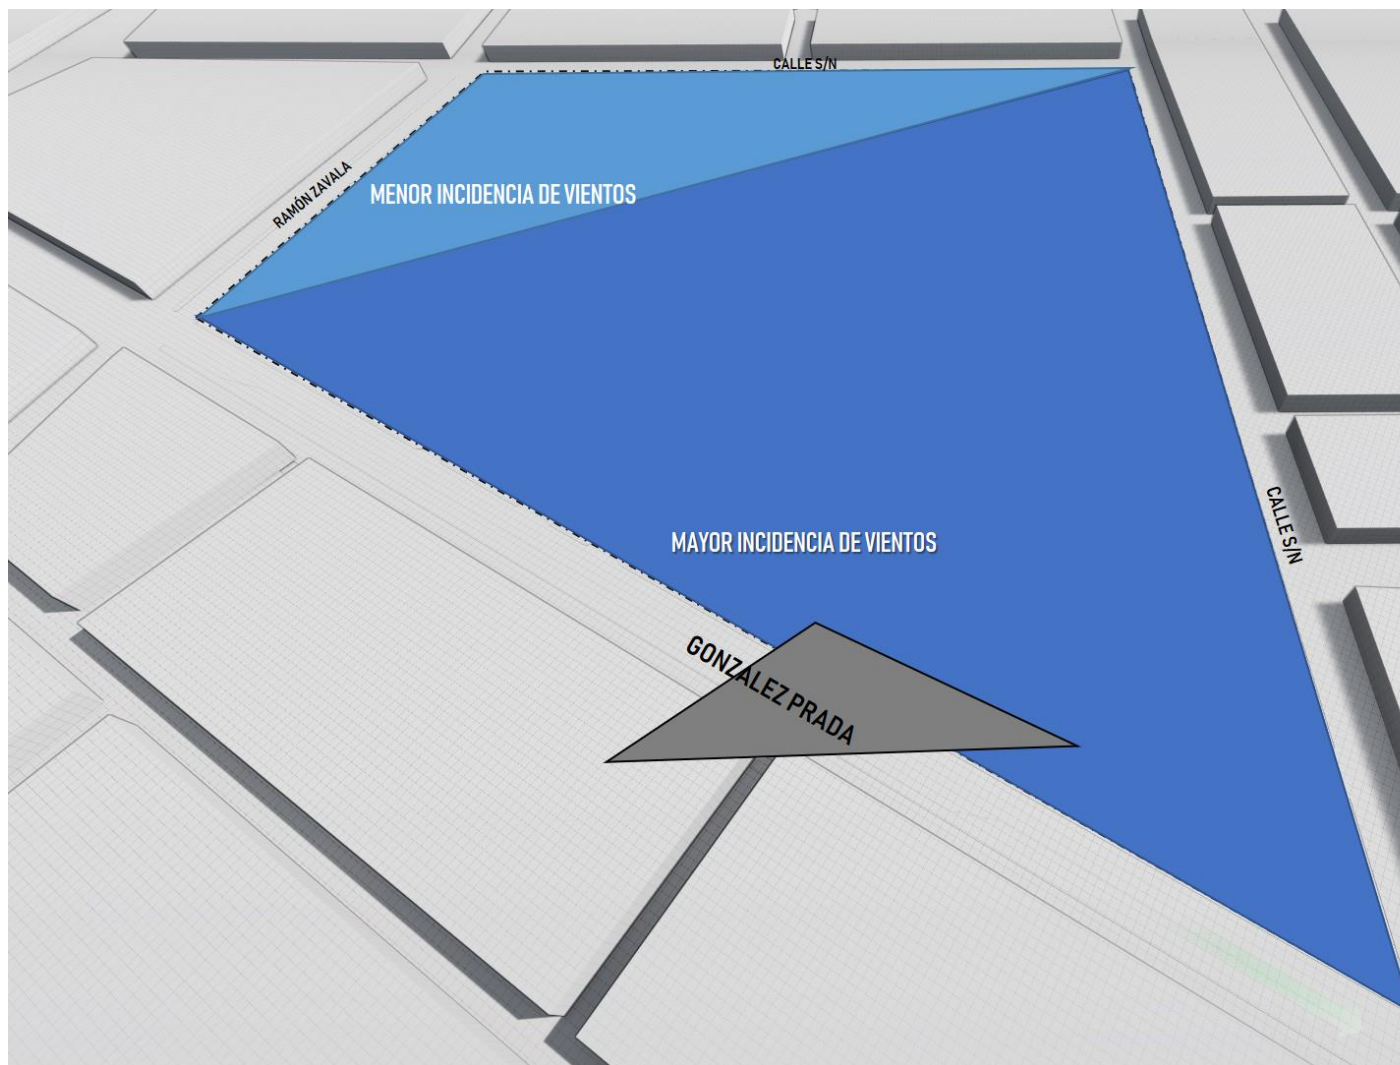 CALLE S/N
RAMÓN ZAVALA
MENOR INCIDENCIA DE VIENTOS
MAYOR INCIDENCIA DE VIENTOS
CALLE S/N
GONZALEZ PRADA